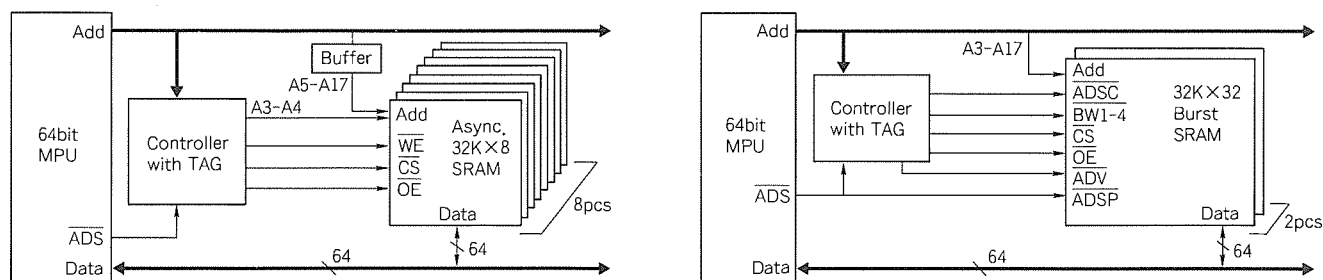 Add
Buffer
A5-A17
A3-A4
64bit
MPU
Controller
with TAG
Add
Async.
32K×8
SRAM
WE
CS
OE
Data
8pcs
ADS
64
64
Data
Add
A3-A17
64bit
MPU
Controller
with TAG
Add
ADSC
BW1-4
CS
OE
ADV
ADSP
32K×32
Burst
SRAM
Data
2pcs
ADS
64
64
Data